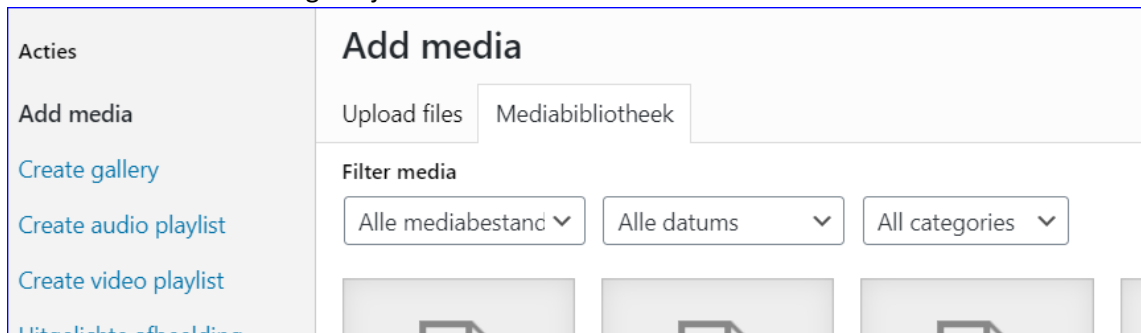 Acties
Add media
Create gallery
Create audio playlist
Create video playlist
Add media
Upload files Mediabibliotheek
Filter media
Alle mediabestand Alle datums All categories